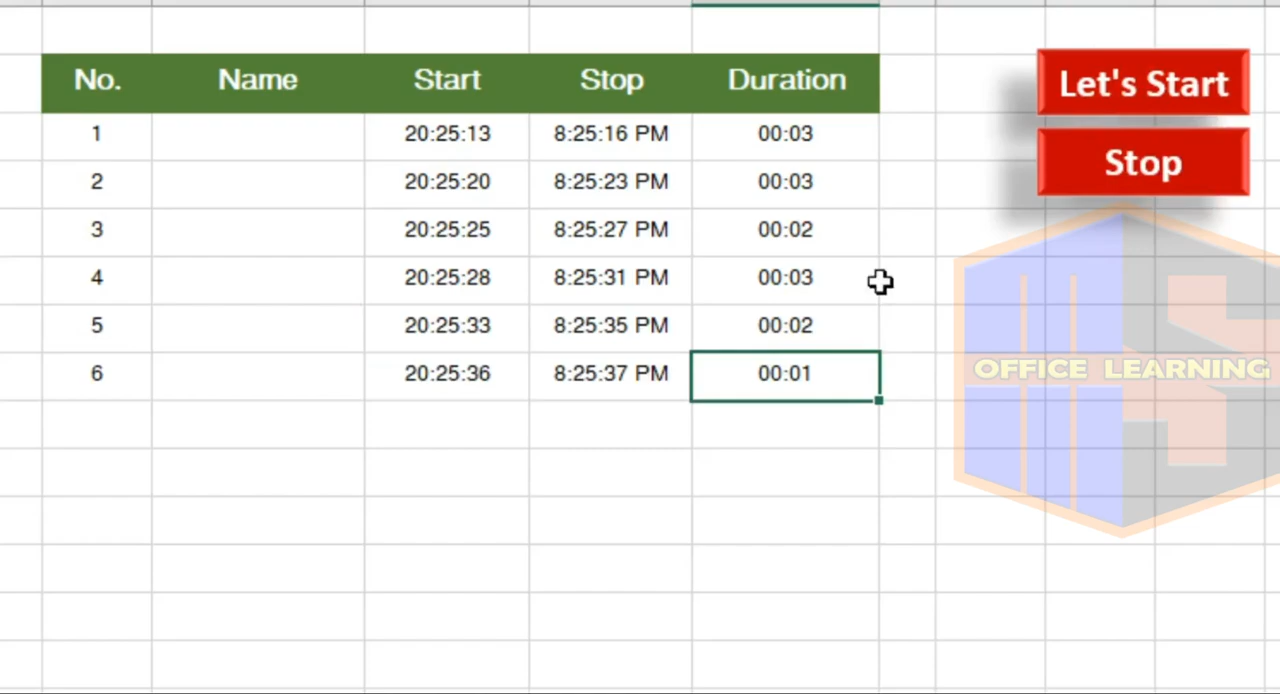 No. Name Start Stop Duration
Let's Start
1 20:25:13 8:25:16 PM 00:03
Stop
2 20:25:20 8:25:23 PM 00:03
3 20:25:25 8:25:27 PM 00:02
4 20:25:28 8:25:31 PM 00:03
5 20:25:33 8:25:35 PM 00:02
6 20:25:36 8:25:37 PM 00:01
MS
OFFICE LEARNING